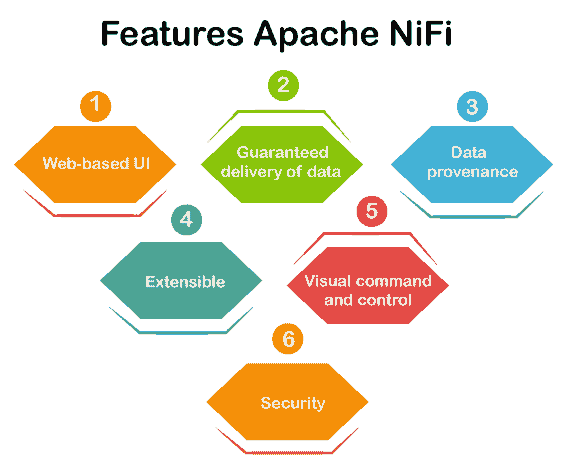 Features Apache NiFi
1
Web-based UI
2
Guaranteed
delivery of data
3
Data
provenance
4
Extensible
5
Visual command
and control
6
Security